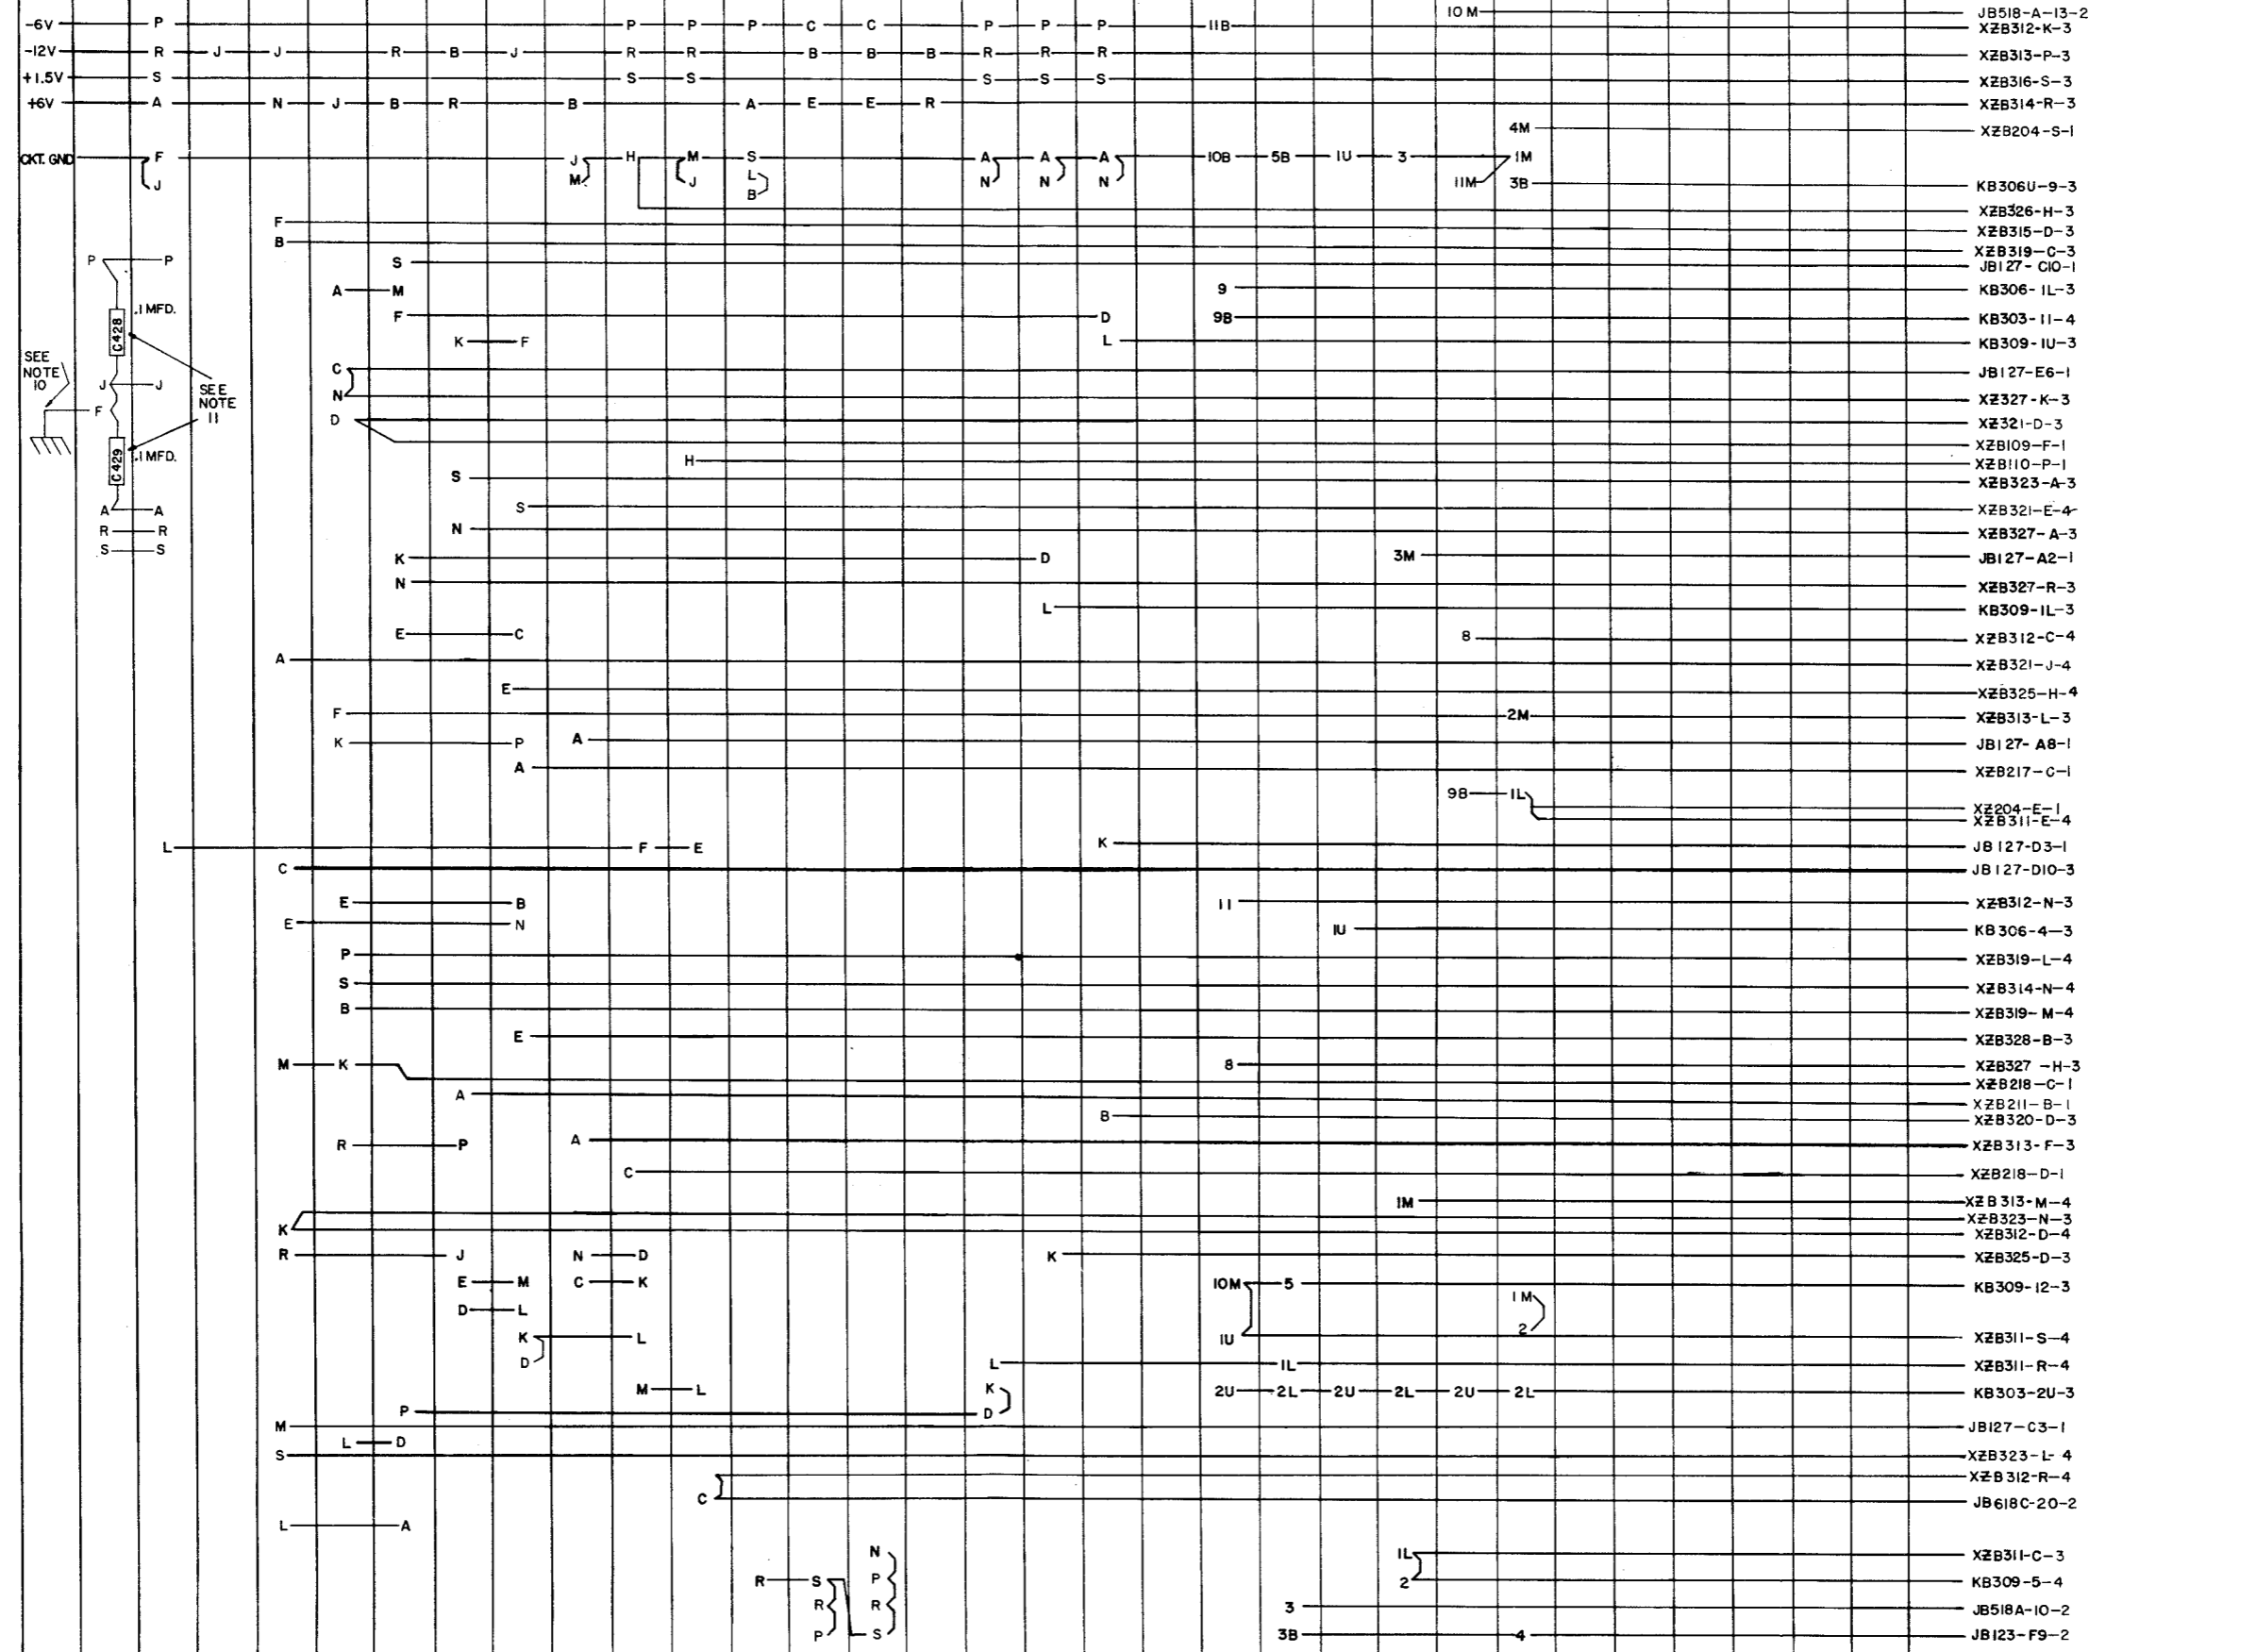 10 M JB518-A-13-2
-6V P P P P C C P P P 11B XZB312-K-3
-12V R J J R B J R R B B B R R R XZB313-P-3
+1.5V S S S S S S XZB316-S-3
+6V A N J B R B A E E R XZB314-R-3
4M XZB204-S-1
CKT. GND F J H M S A A A 10B 5B 1U 3 1M
J M J L N N N 11M 3B KB306U-9-3
B
XZB326-H-3
F XZB315-D-3
B XZB319-C-3
P P S JB127-C10-1
A M 9 KB306-1L-3
.1MFD.
F D 9B KB303-11-4
C428
K F L KB309-1U-3
SEE
NOTE
10
C JB127-E6-1
J J
SEE
NOTE
11
N XZ327-K-3
F
D XZ321-D-3
XZB109-F-1
C429
.1MFD.
H XZB110-P-1
S XZB323-A-3
A A S XZB321-E-4
R R N XZB327-A-3
S S
K D 3M JB127-A2-1
N XZB327-R-3
L KB309-1L-3
E C 8 XZB312-C-4
A XZB321-J-4
E XZB325-H-4
F 2M XZB313-L-3
K P A JB127-A8-1
A XZB217-C-1
9B 1L XZ204-E-1
XZB311-E-4
L F E K JB127-D3-1
C JB127-D10-3
E B 11 XZB312-N-3
E N 1U KB306-4-3
P XZB319-L-4
S XZB314-N-4
B XZB319-M-4
E XZB328-B-3
M K 8 XZB327-H-3
XZB218-C-1
A XZB211-B-1
B XZB320-D-3
R P A XZB313-F-3
C XZB218-D-1
1M XZB313-M-4
XZB323-N-3
K XZB312-D-4
R J N D K XZB325-D-3
E M C K 10M 5 KB309-12-3
D L 1M
K L 1U 2 XZB311-S-4
D L 1L XZB311-R-4
M L K 2U 2L 2U 2L 2U 2L KB303-2U-3
P D
M JB127-C3-1
L D
S XZB323-L-4
XZB312-R-4
C JB618C-20-2
L A
N 1L XZB311-C-3
R S P 2 KB309-5-4
R R 3 JB518A-10-2
P S 3B 4 JB123-F9-2